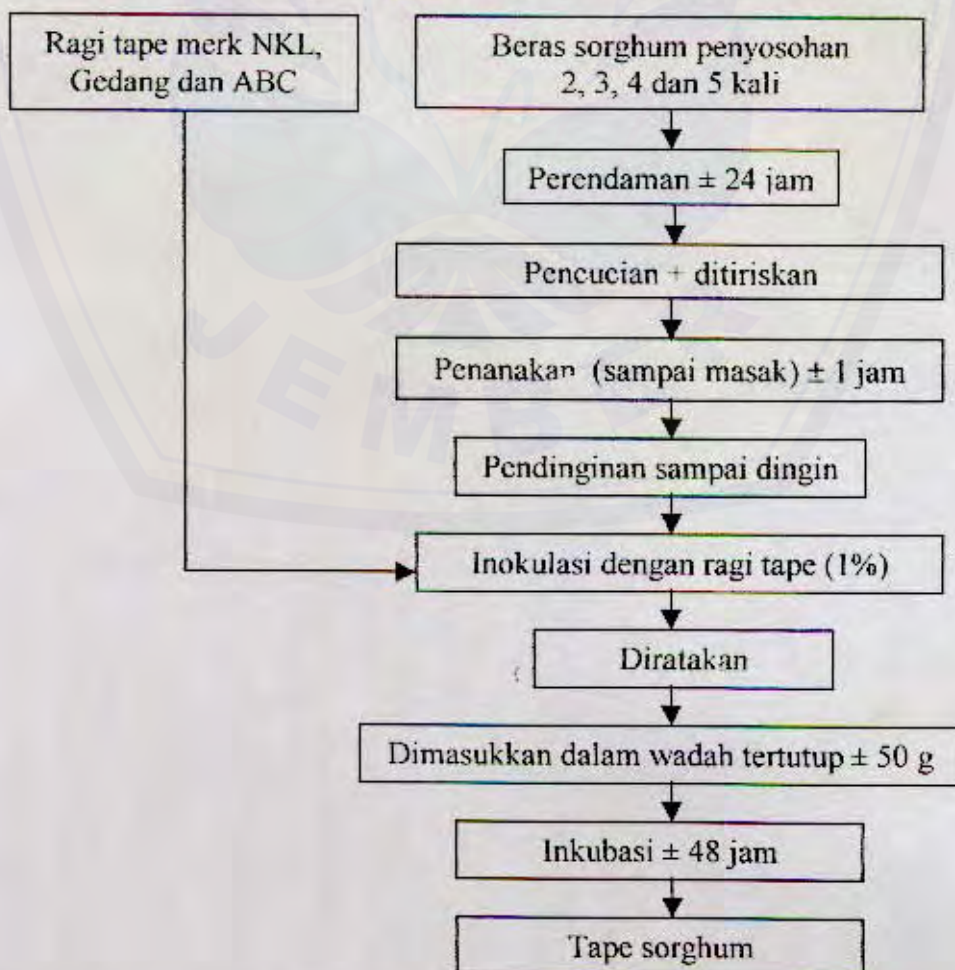 Ragi tape merk NKL,
Gedang dan ABC
Beras sorghum penyosohan
2, 3, 4 dan 5 kali
Perendaman ± 24 jam
Pencucian + ditiriskan
Penanakan (sampai masak) ± 1 jam
Pendinginan sampai dingin
Inokulasi dengan ragi tape (1%)
Diratakan
Dimasukkan dalam wadah tertutup ± 50 g
Inkubasi ± 48 jam
Tape sorghum
JEMBER